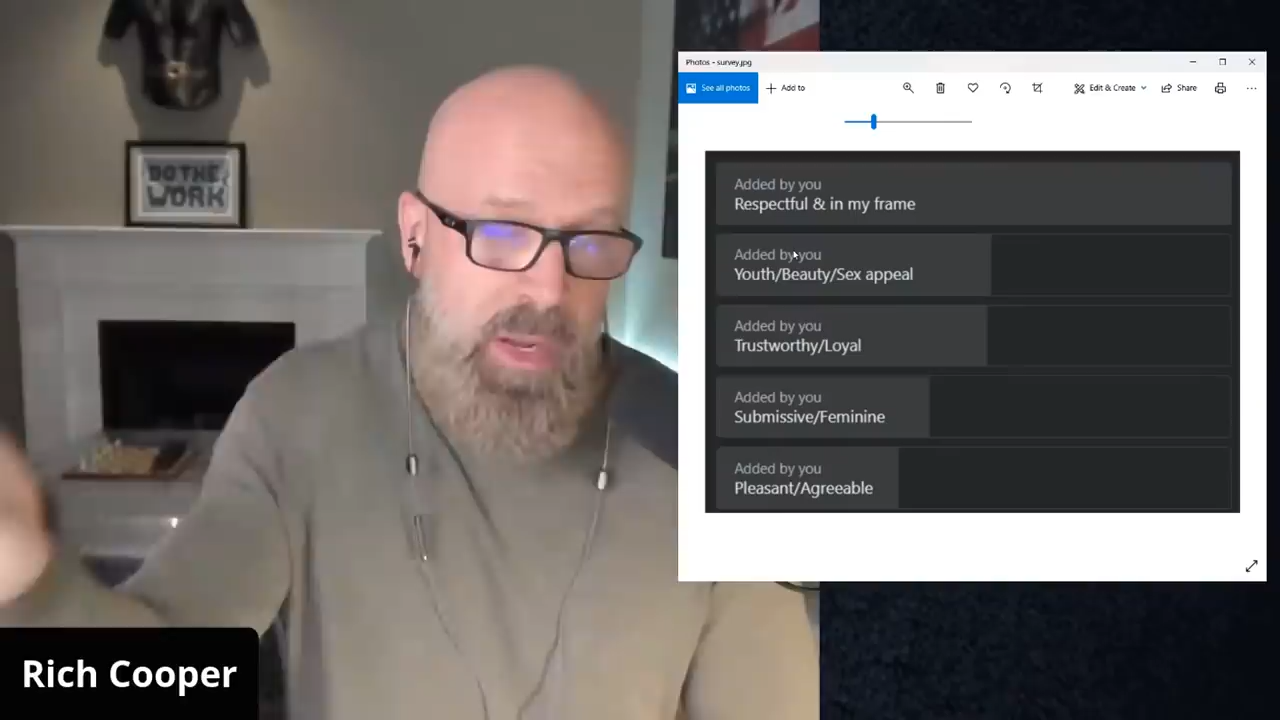 DO THE
WORK
Photos - survey.jpg
See all photos
Add to
Edit & Create
Share
Added by you
Respectful & in my frame
Added by you
Youth/Beauty/Sex appeal
Added by you
Trustworthy/Loyal
Added by you
Submissive/Feminine
Added by you
Pleasant/Agreeable
Rich Cooper